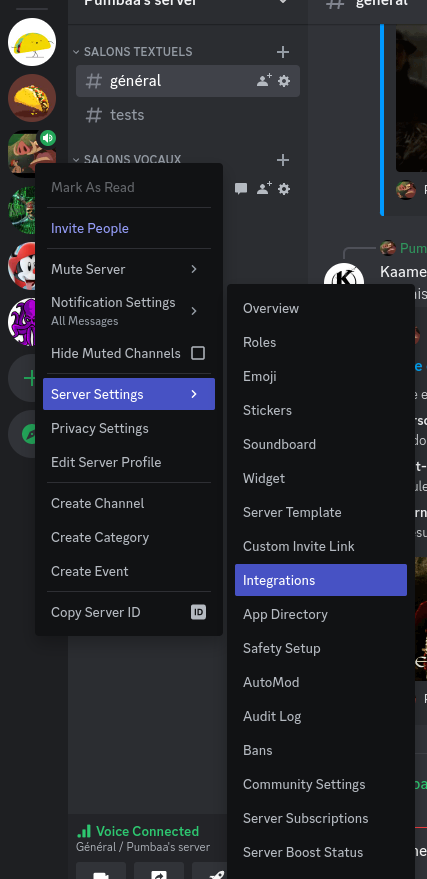 Pumbaa's server
général
SALONS TEXTUELS
général
tests
SALONS VOCAUX
Mark As Read
Invite People
Mute Server
Notification Settings
All Messages
Hide Muted Channels
Server Settings
Privacy Settings
Edit Server Profile
Create Channel
Create Category
Create Event
Copy Server ID
ID
Overview
Roles
Emoji
Stickers
Soundboard
Widget
Server Template
Custom Invite Link
Integrations
App Directory
Safety Setup
AutoMod
Audit Log
Bans
Community Settings
Server Subscriptions
Server Boost Status
Pum
Kaame
Voice Connected
Général / Pumbaa's server